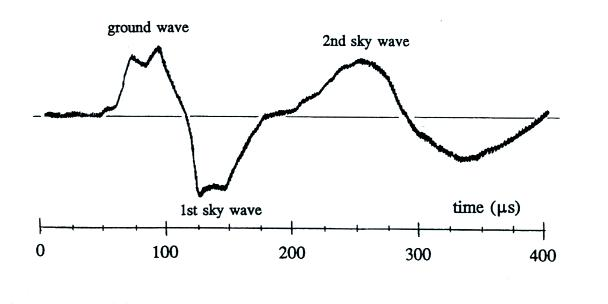 ground wave
2nd sky wave
1st sky wave
time (μs)
0 100 200 300 400